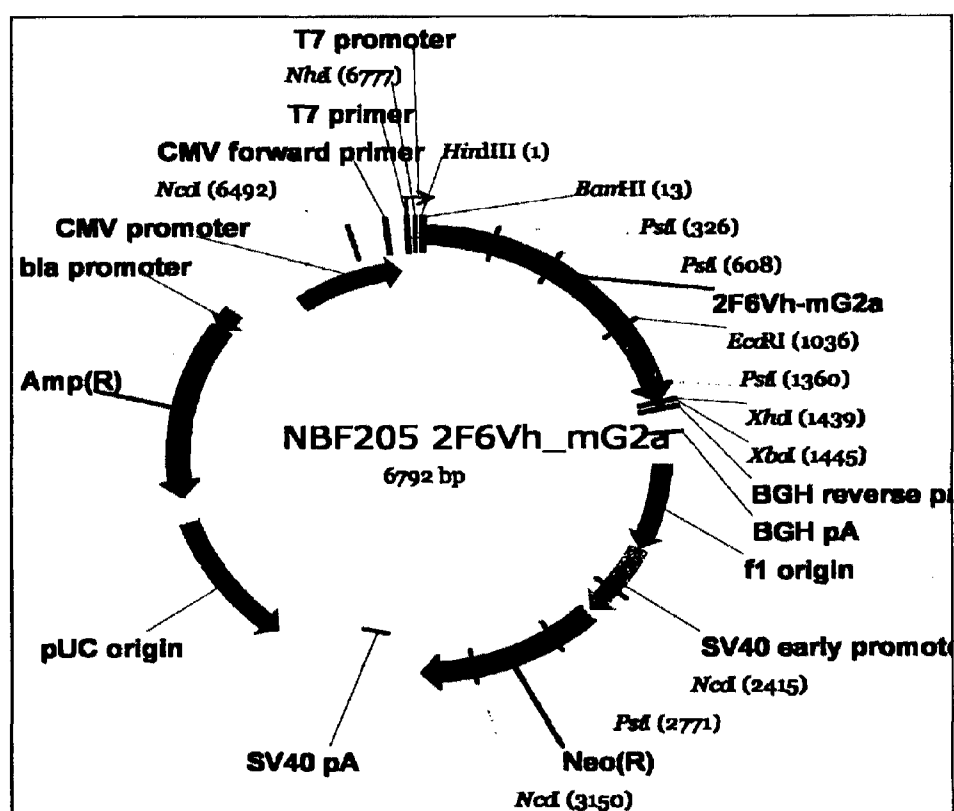 T7 promoter
NheI (6777)
T7 primer
CMV forward primer
HindIII (1)
NcoI (6492)
BamHI (13)
CMV promoter
PstI (326)
bla promoter
PstI (608)
2F6Vh-mG2a
EcoRI (1036)
Amp(R)
PstI (1360)
XhoI (1439)
NBF205 2F6Vh_mG2a
6792 bp
XbaI (1445)
BGH reverse pr
BGH pA
f1 origin
pUC origin
SV40 early promote
NcoI (2415)
PstI (2771)
SV40 pA
Neo(R)
NcoI (3150)